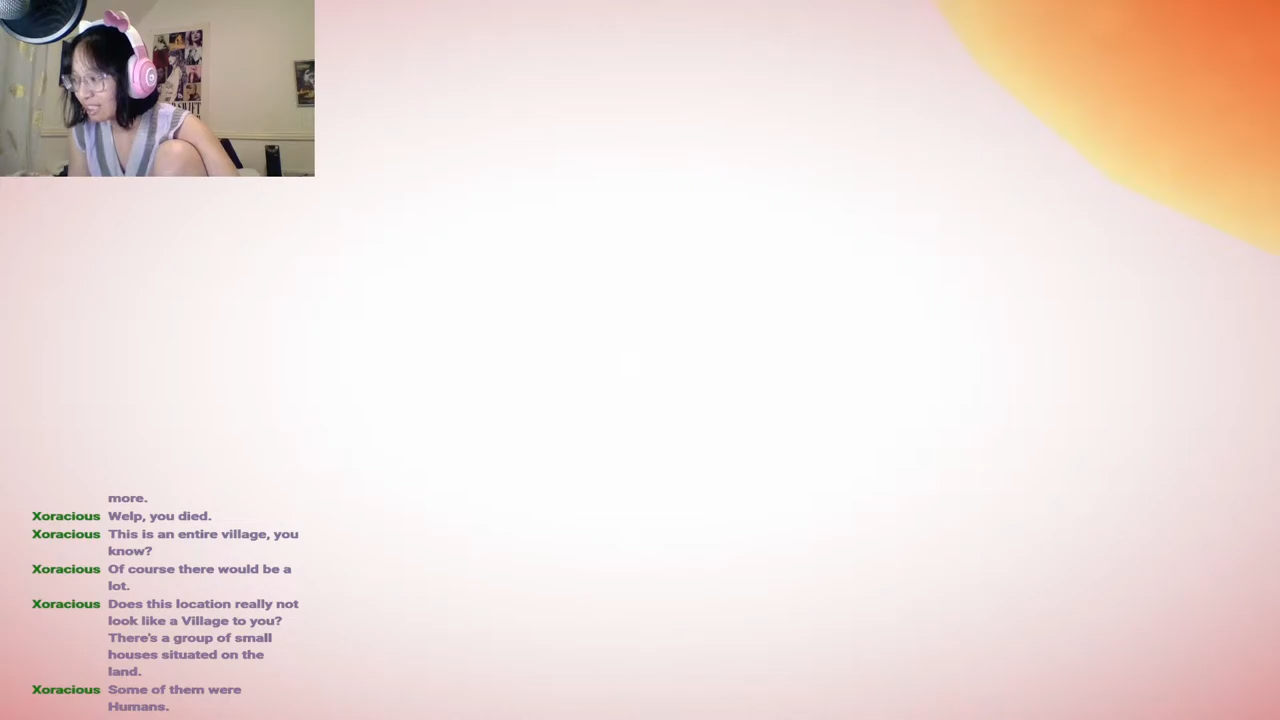 SWIFT
more.
Xoracious Welp, you died.
Xoracious This is an entire village, you
know?
Xoracious Of course there would be a
lot.
Xoracious Does this location really not
look like a Village to you?
There's a group of small
houses situated on the
land.
Xoracious Some of them were
Humans.